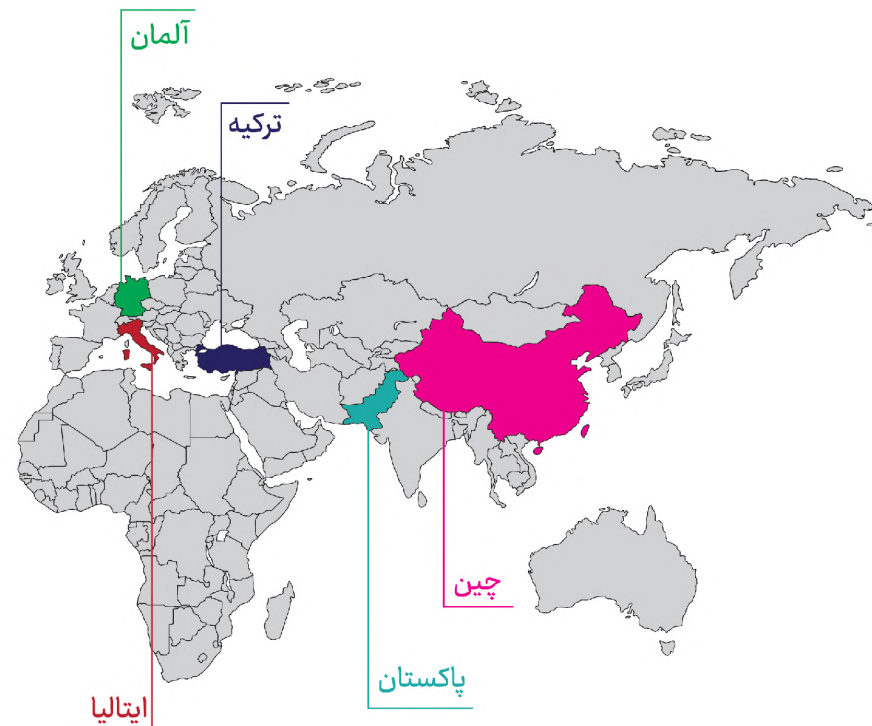 آلمان
ترکیه
چین
پاکستان
ایتالیا